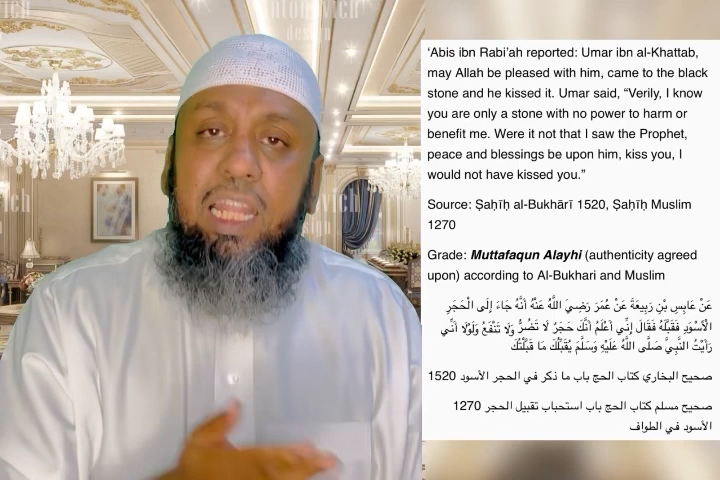 Antonovich
design
‘Abis ibn Rabi’ah reported: Umar ibn al-Khattab,
may Allah be pleased with him, came to the black
stone and he kissed it. Umar said, “Verily, I know
you are only a stone with no power to harm or
benefit me. Were it not that I saw the Prophet,
peace and blessings be upon him, kiss you, I
would not have kissed you.”
Source: Ṣaḥīḥ al-Bukhārī 1520, Ṣaḥīḥ Muslim
1270
Grade: Muttafaqun Alayhi (authenticity agreed
upon) according to Al-Bukhari and Muslim
عَنْ عَابِسِ بْنِ رَبِيعَةَ عَنْ عُمَرَ رَضِيَ اللَّهُ عَنْهُ أَنَّهُ جَاءَ إِلَى الْحَجَرِ
الْأَسْوَدِ فَقَبَّلَهُ فَقَالَ إِنِّي أَعْلَمُ أَنَّكَ حَجَرٌ لَا تَضُرُّ وَلَا تَنْفَعُ وَلَوْلَا أَنِّي
رَأَيْتُ النَّبِيَّ صَلَّى اللَّهُ عَلَيْهِ وَسَلَّمَ يُقَبِّلُكَ مَا قَبَّلْتُكَ
1520 صحيح البخاري كتاب الحج باب ما ذكر في الحجر الأسود
1270 صحيح مسلم كتاب الحج باب استحباب تقبيل الحجر
الأسود في الطواف